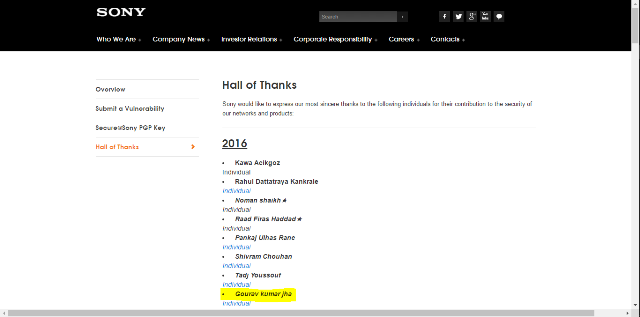 SONY
Search
Who We Are
Company News
Investor Relations
Corporate Responsibility
Careers
Contacts
Overview
Submit a Vulnerability
Secure@Sony PGP Key
Hall of Thanks
Hall of Thanks
Sony would like to express our most sincere thanks to the following individuals for their contribution to the security of
our networks and products:
2016
• Kawa Acikgoz
Individual
• Rahul Dattatraya Kankrale
Individual
• Noman shaikh★
Individual
• Raad Firas Haddad★
Individual
• Pankaj Ulhas Rane
Individual
• Shivram Chouhan
Individual
• Tadj Youssouf
Individual
• Gourav kumar jha
Individual